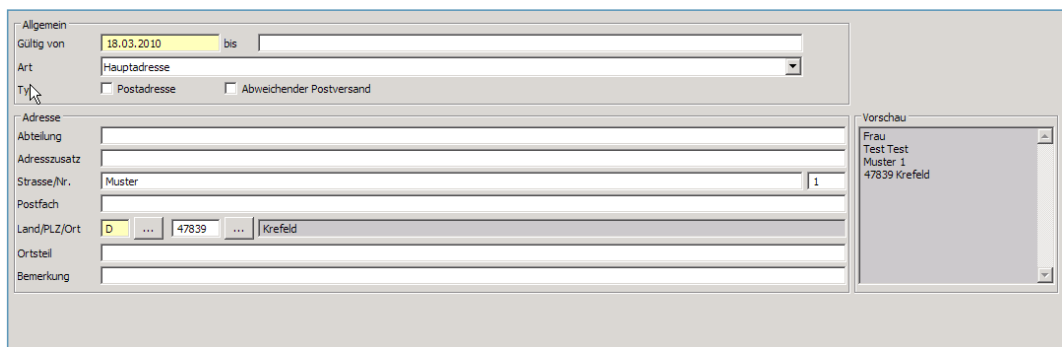 Allgemein
Gültig von 18.03.2010 bis
Art Hauptadresse
Postadresse Abweichender Postversand
Adresse
Abteilung
Adresszusatz
Strasse/Nr. Muster 1
Postfach
Land/PLZ/Ort D ... 47839 ... Krefeld
Ortsteil
Bemerkung
Vorschau
Frau
Test Test
Muster 1
47839 Krefeld